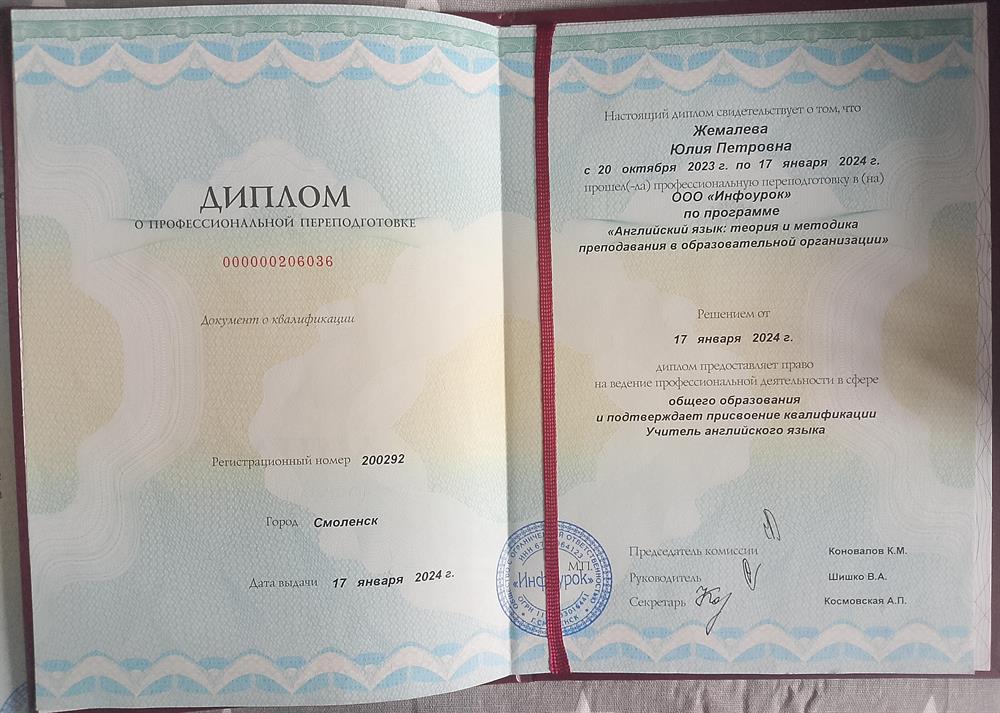 ДИПЛОМ
О ПРОФЕССИОНАЛЬНОЙ ПЕРЕПОДГОТОВКЕ
000000206036
Документ о квалификации
Регистрационный номер 200292
Город Смоленск
Дата выдачи 17 января 2024 г.
Настоящий диплом свидетельствует о том, что
Жемалева
Юлия Петровна
с 20 октября 2023 г. по 17 января 2024 г.
прошел(-ла) профессиональную переподготовку в (на)
ООО «Инфоурок»
по программе
«Английский язык: теория и методика
преподавания в образовательной организации»
Решением от
17 января 2024 г.
диплом предоставляет право
на ведение профессиональной деятельности в сфере
общего образования
и подтверждает присвоение квалификации
Учитель английского языка
Председатель комиссии Коновалов К.М.
М.П.
Руководитель Шишко В.А.
Секретарь Космовская А.П.
«Инфоурок»